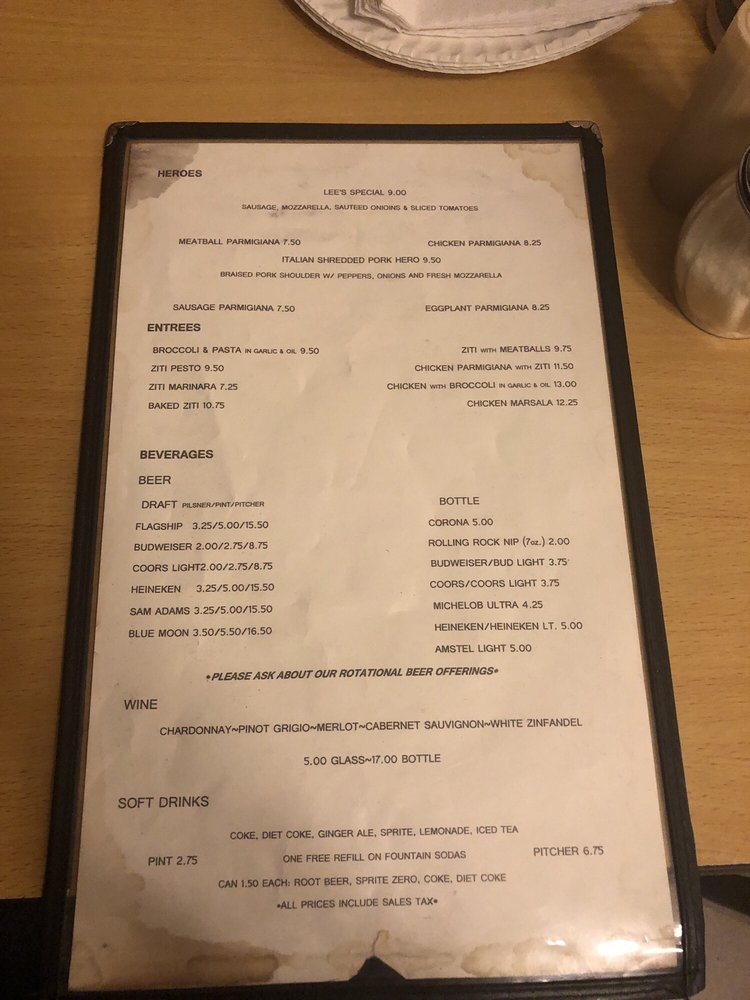 HEROES
LEE'S SPECIAL 9.00
SAUSAGE, MOZZARELLA, SAUTEED ONIOINS & SLICED TOMATOES
MEATBALL PARMIGIANA 7.50 CHICKEN PARMIGIANA 8.25
ITALIAN SHREDDED PORK HERO 9.50
BRAISED PORK SHOULDER W/ PEPPERS, ONIONS AND FRESH MOZZARELLA
SAUSAGE PARMIGIANA 7.50 EGGPLANT PARMIGIANA 8.25
ENTREES
BROCCOLI & PASTA IN GARLIC & OIL 9.50 ZITI WITH MEATBALLS 9.75
ZITI PESTO 9.50 CHICKEN PARMIGIANA WITH ZITI 11.50
ZITI MARINARA 7.25 CHICKEN WITH BROCCOLI IN GARLIC & OIL 13.00
BAKED ZITI 10.75 CHICKEN MARSALA 12.25
BEVERAGES
BEER
DRAFT PILSNER/PINT/PITCHER BOTTLE
FLAGSHIP 3.25/5.00/15.50 CORONA 5.00
BUDWEISER 2.00/2.75/8.75 ROLLING ROCK NIP (7oz.) 2.00
COORS LIGHT2.00/2.75/8.75 BUDWEISER/BUD LIGHT 3.75
HEINEKEN 3.25/5.00/15.50 COORS/COORS LIGHT 3.75
SAM ADAMS 3.25/5.00/15.50 MICHELOB ULTRA 4.25
BLUE MOON 3.50/5.50/16.50 HEINEKEN/HEINEKEN LT. 5.00
AMSTEL LIGHT 5.00
•PLEASE ASK ABOUT OUR ROTATIONAL BEER OFFERINGS•
WINE
CHARDONNAY~PINOT GRIGIO~MERLOT~CABERNET SAUVIGNON~WHITE ZINFANDEL
5.00 GLASS~17.00 BOTTLE
SOFT DRINKS
COKE, DIET COKE, GINGER ALE, SPRITE, LEMONADE, ICED TEA
PINT 2.75 ONE FREE REFILL ON FOUNTAIN SODAS PITCHER 6.75
CAN 1.50 EACH: ROOT BEER, SPRITE ZERO, COKE, DIET COKE
•ALL PRICES INCLUDE SALES TAX•